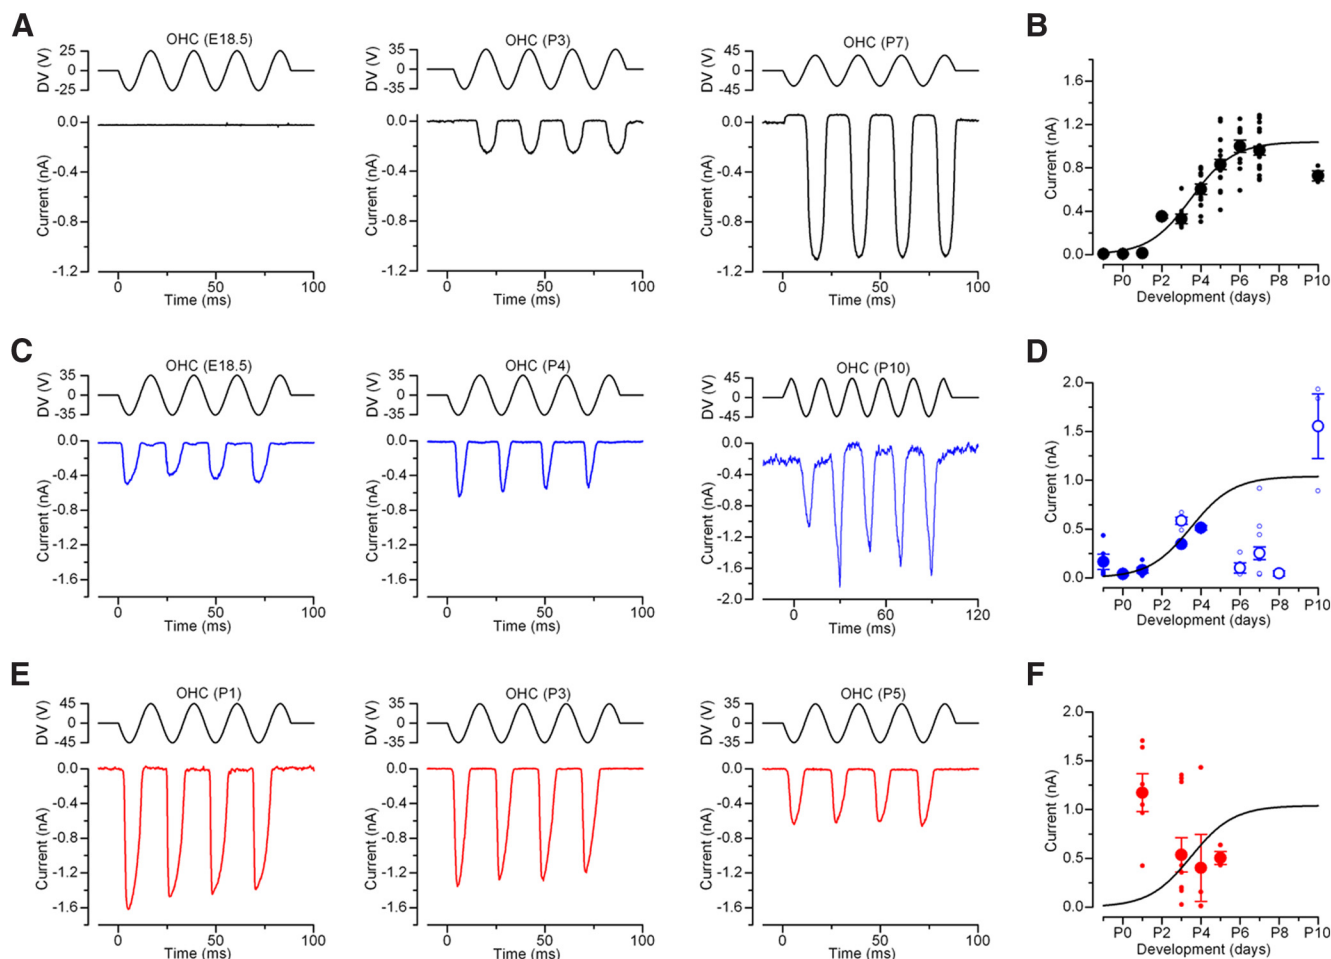 A
OHC (E18.5)
DV (V)
25
0
-25
Current (nA)
0.0
-0.4
-0.8
-1.2
0
50
100
Time (ms)
OHC (P3)
DV (V)
35
0
-35
Current (nA)
0.0
-0.4
-0.8
-1.2
0
50
100
Time (ms)
OHC (P7)
DV (V)
45
0
-45
Current (nA)
0.0
-0.4
-0.8
-1.2
0
50
100
Time (ms)
B
Current (nA)
1.8
1.2
0.8
0.4
0.0
P0
P2
P4
P6
P8
P10
Development (days)
C
OHC (E18.5)
DV (V)
35
0
-35
Current (nA)
0.0
-0.4
-0.8
-1.2
-1.6
0
50
100
Time (ms)
OHC (P4)
DV (V)
35
0
-35
Current (nA)
0.0
-0.4
-0.8
-1.2
-1.6
0
50
100
Time (ms)
OHC (P10)
DV (V)
45
0
-45
Current (nA)
0.0
-0.4
-0.8
-1.2
-1.6
-2.0
0
60
120
Time (ms)
D
Current (nA)
2.0
1.5
1.0
0.5
0.0
P0
P2
P4
P6
P8
P10
Development (days)
E
OHC (P1)
DV (V)
45
0
-45
Current (nA)
0.0
-0.4
-0.8
-1.2
-1.6
0
50
100
Time (ms)
OHC (P3)
DV (V)
35
0
-35
Current (nA)
0.0
-0.4
-0.8
-1.2
-1.6
0
50
100
Time (ms)
OHC (P5)
DV (V)
35
0
-35
Current (nA)
0.0
-0.4
-0.8
-1.2
-1.6
0
50
100
Time (ms)
F
Current (nA)
2.0
1.5
1.0
0.5
0.0
P0
P2
P4
P6
P8
P10
Development (days)